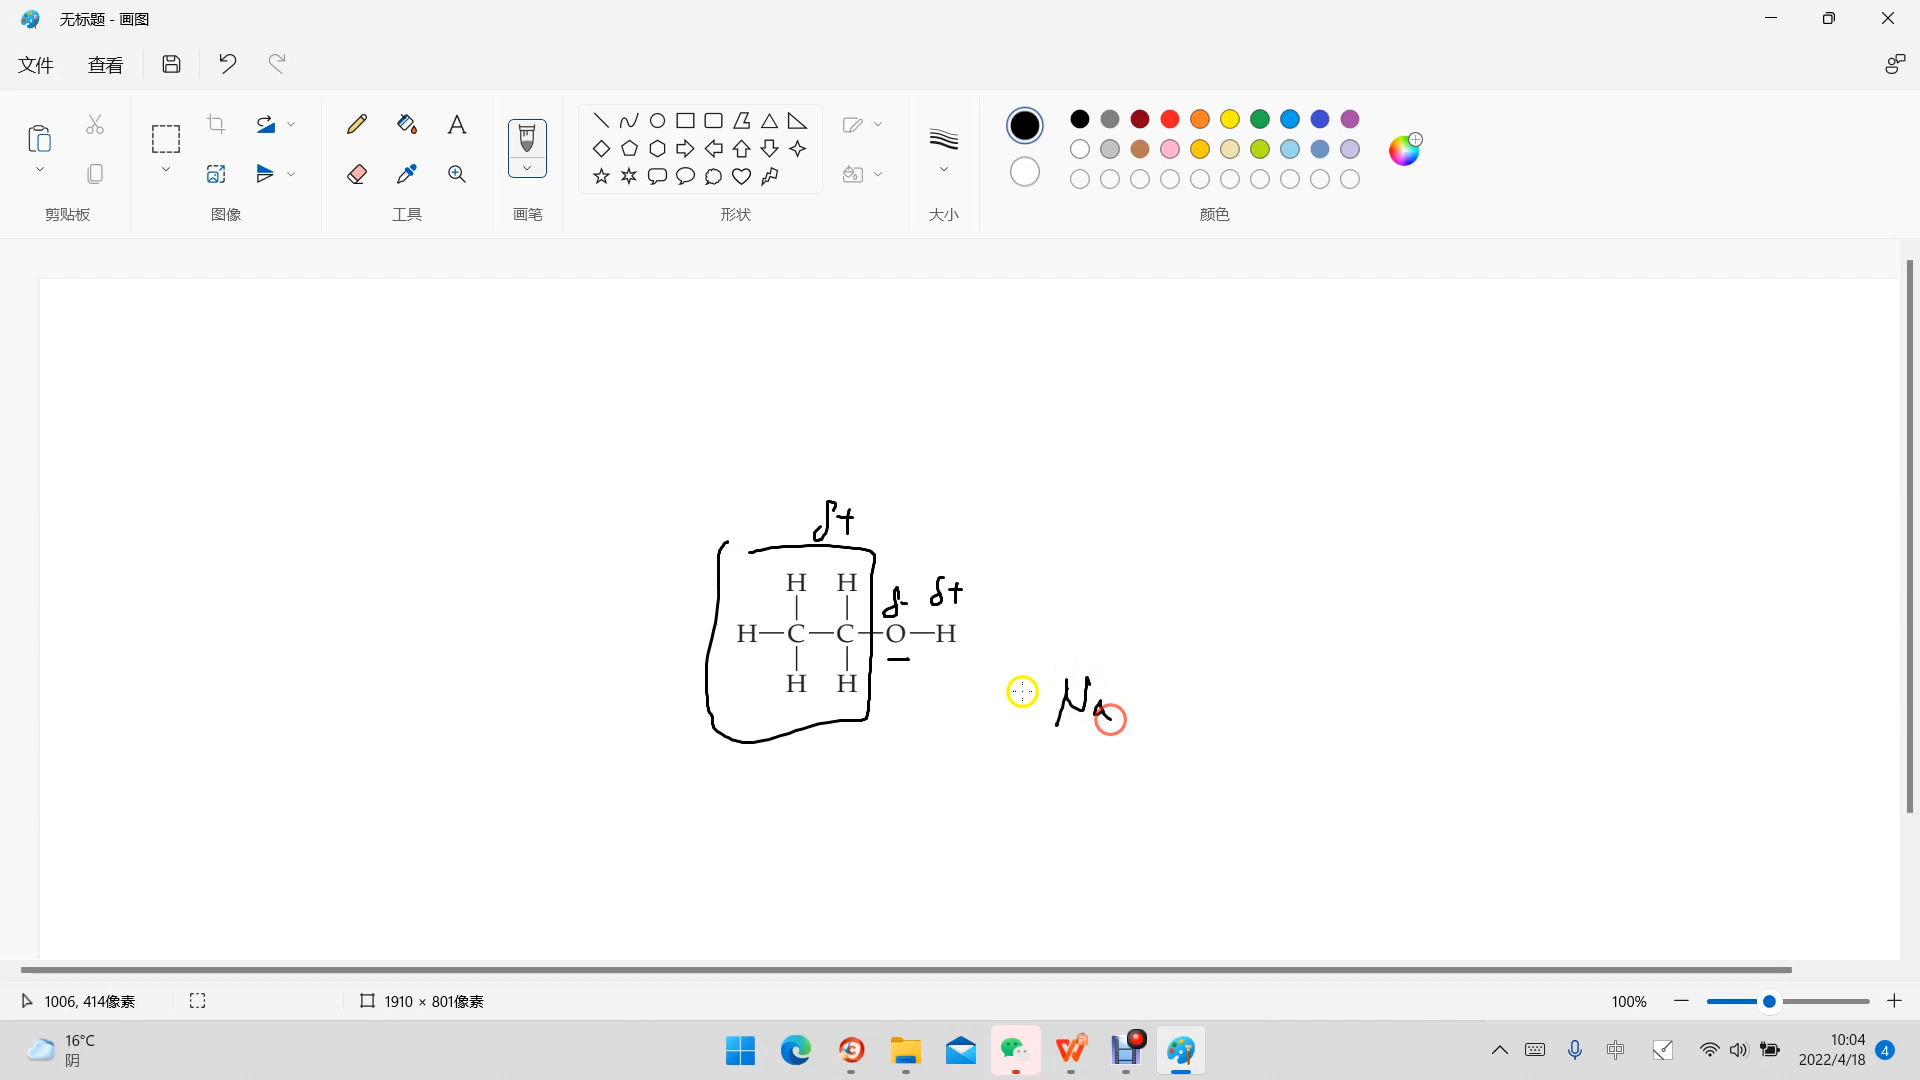 无标题 - 画图
文件 查看
剪贴板 图像 工具 画笔 形状 大小 颜色
δ+
H H δ- δ+
H—C—C—O—H
H H
Na
1006, 414像素 1910 × 801像素 100%
16°C
阴
中
10:04
2022/4/18 4